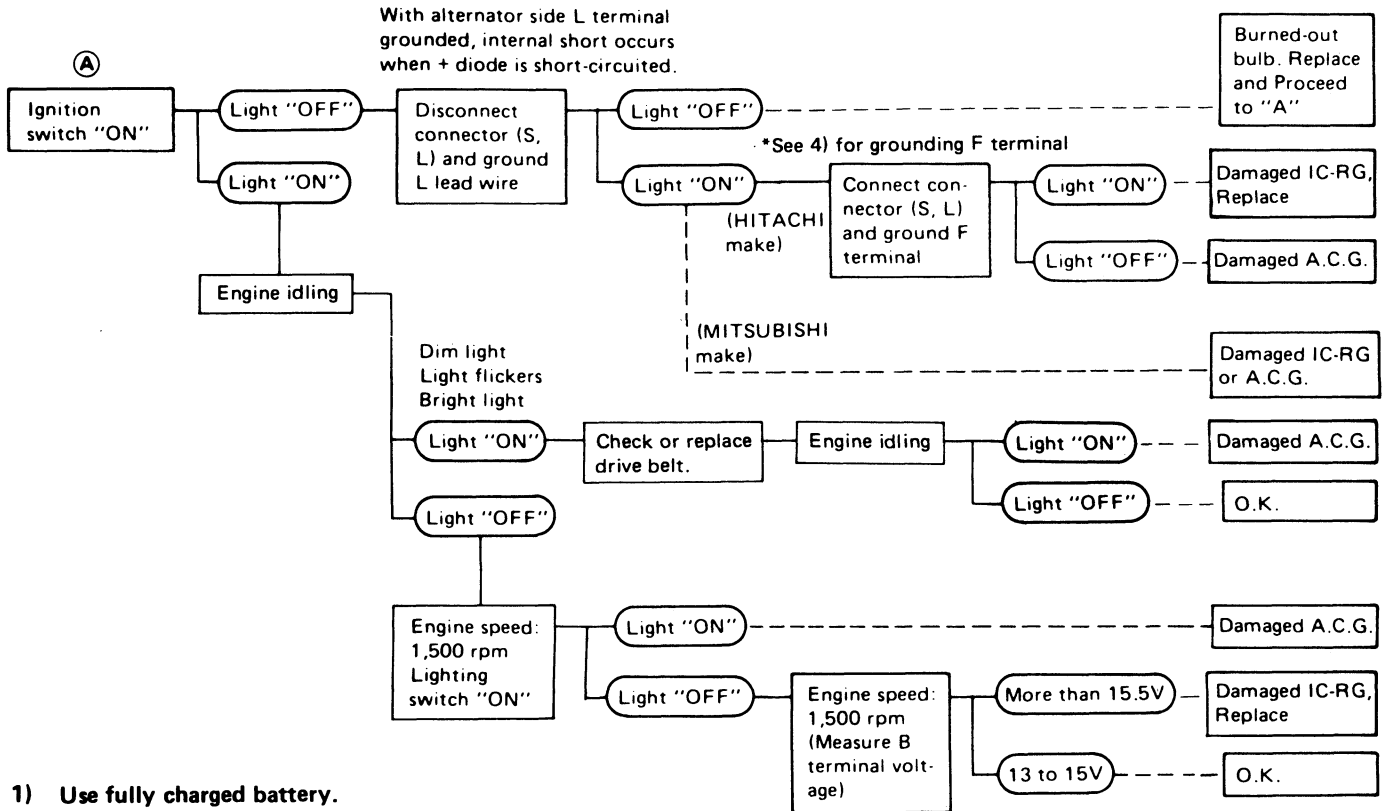 With alternator side L terminal
grounded, internal short occurs
when + diode is short-circuited.
A
Ignition
switch "ON"
Light "OFF"
Disconnect
connector (S,
L) and ground
L lead wire
Light "OFF"
Burned-out
bulb. Replace
and Proceed
to "A"
Light "ON"
*See 4) for grounding F terminal
Light "ON"
(HITACHI
make)
Connect con-
nector (S, L)
and ground F
terminal
Light "ON"
Damaged IC-RG,
Replace
Light "OFF"
Damaged A.C.G.
(MITSUBISHI
make)
Damaged IC-RG
or A.C.G.
Engine idling
Dim light
Light flickers
Bright light
Light "ON"
Check or replace
drive belt.
Engine idling
Light "ON"
Damaged A.C.G.
Light "OFF"
O.K.
Light "OFF"
Engine speed:
1,500 rpm
Lighting
switch "ON"
Light "ON"
Damaged A.C.G.
Light "OFF"
Engine speed:
1,500 rpm
(Measure B
terminal volt-
age)
More than 15.5V
Damaged IC-RG,
Replace
13 to 15V
O.K.
1) Use fully charged battery.